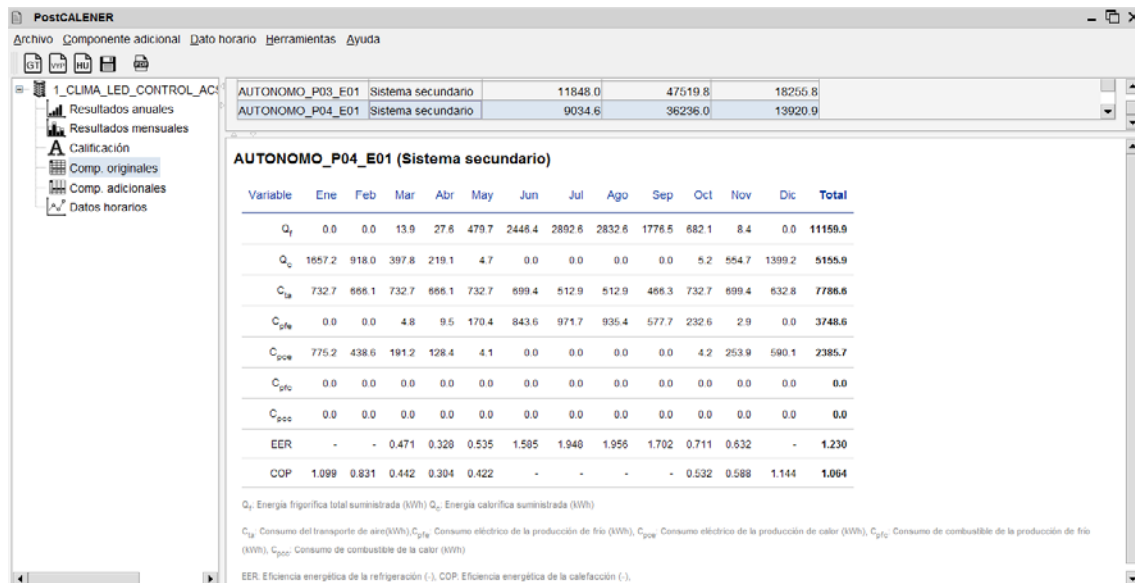 PostCALENER
Archivo Componente adicional Dato horario Herramientas Ayuda
GT VYP HU PDF
1_CLIMA_LED_CONTROL_ACS
Resultados anuales
Resultados mensuales
Calificación
Comp. originales
Comp. adicionales
Datos horarios
AUTONOMO_P03_E01 Sistema secundario 11848.0 47519.8 18255.8
AUTONOMO_P04_E01 Sistema secundario 9034.6 36236.0 13920.9
AUTONOMO_P04_E01 (Sistema secundario)
Variable Ene Feb Mar Abr May Jun Jul Ago Sep Oct Nov Dic Total
Qf 0.0 0.0 13.9 27.6 479.7 2446.4 2892.6 2832.6 1776.5 682.1 8.4 0.0 11159.9
Qc 1657.2 918.0 397.8 219.1 4.7 0.0 0.0 0.0 0.0 5.2 554.7 1399.2 5155.9
Cta 732.7 666.1 732.7 666.1 732.7 699.4 512.9 512.9 466.3 732.7 699.4 632.8 7786.6
Cpfe 0.0 0.0 4.8 9.5 170.4 843.6 971.7 935.4 577.7 232.6 2.9 0.0 3748.6
Cpce 775.2 438.6 191.2 128.4 4.1 0.0 0.0 0.0 0.0 4.2 253.9 590.1 2385.7
Cpfc 0.0 0.0 0.0 0.0 0.0 0.0 0.0 0.0 0.0 0.0 0.0 0.0 0.0
Cpcc 0.0 0.0 0.0 0.0 0.0 0.0 0.0 0.0 0.0 0.0 0.0 0.0 0.0
EER - - 0.471 0.328 0.535 1.585 1.948 1.956 1.702 0.711 0.632 - 1.230
COP 1.099 0.831 0.442 0.304 0.422 - - - - 0.532 0.588 1.144 1.064
Qf: Energía frigorífica total suministrada (kWh) Qc: Energía calorífica suministrada (kWh)
Cta: Consumo del transporte de aire(kWh),Cpfe: Consumo eléctrico de la producción de frío (kWh), Cpce: Consumo eléctrico de la producción de calor (kWh), Cpfc: Consumo de combustible de la producción de frío
(kWh), Cpcc: Consumo de combustible de la calor (kWh)
EER: Eficiencia energética de la refrigeración (-), COP: Eficiencia energética de la calefacción (-),